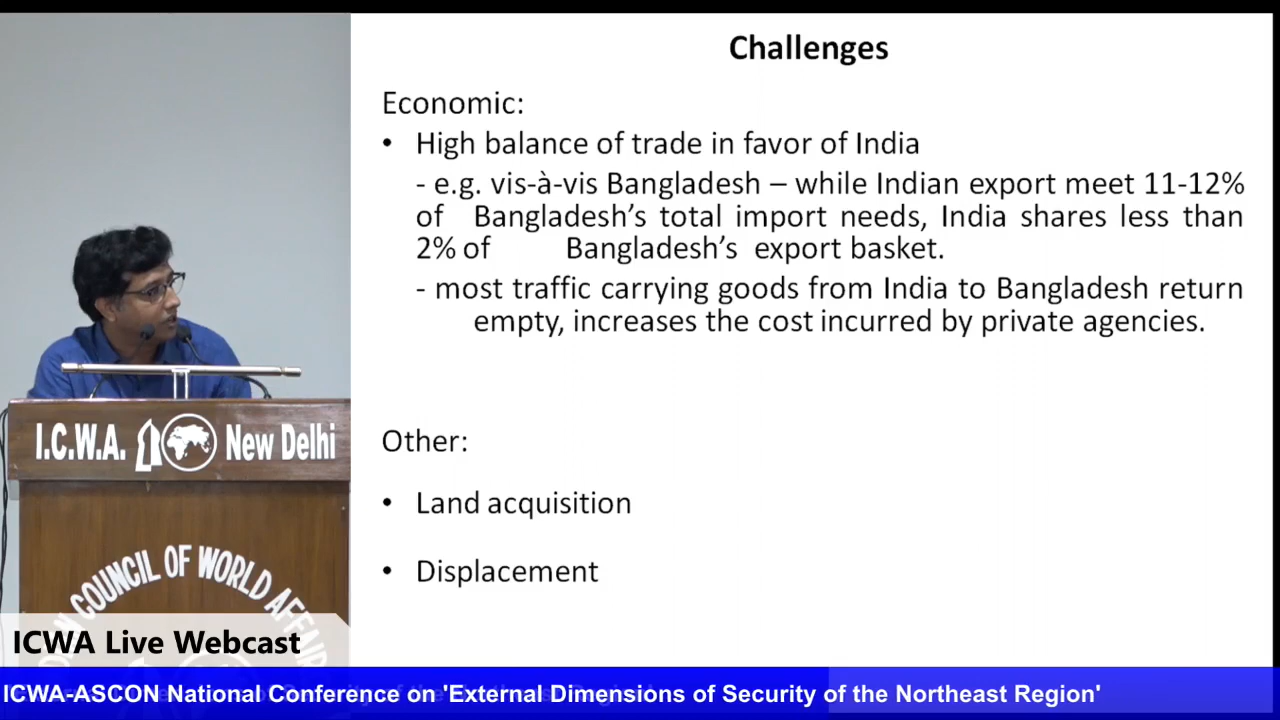 Challenges
Economic:
• High balance of trade in favor of India
- e.g. vis-à-vis Bangladesh – while Indian export meet 11-12%
of Bangladesh’s total import needs, India shares less than
2% of Bangladesh’s export basket.
- most traffic carrying goods from India to Bangladesh return
empty, increases the cost incurred by private agencies.
Other:
• Land acquisition
• Displacement
I.C.W.A. New Delhi
COUNCIL OF WORLD
ICWA Live Webcast
ICWA-ASCON National Conference on 'External Dimensions of Security of the Northeast Region'